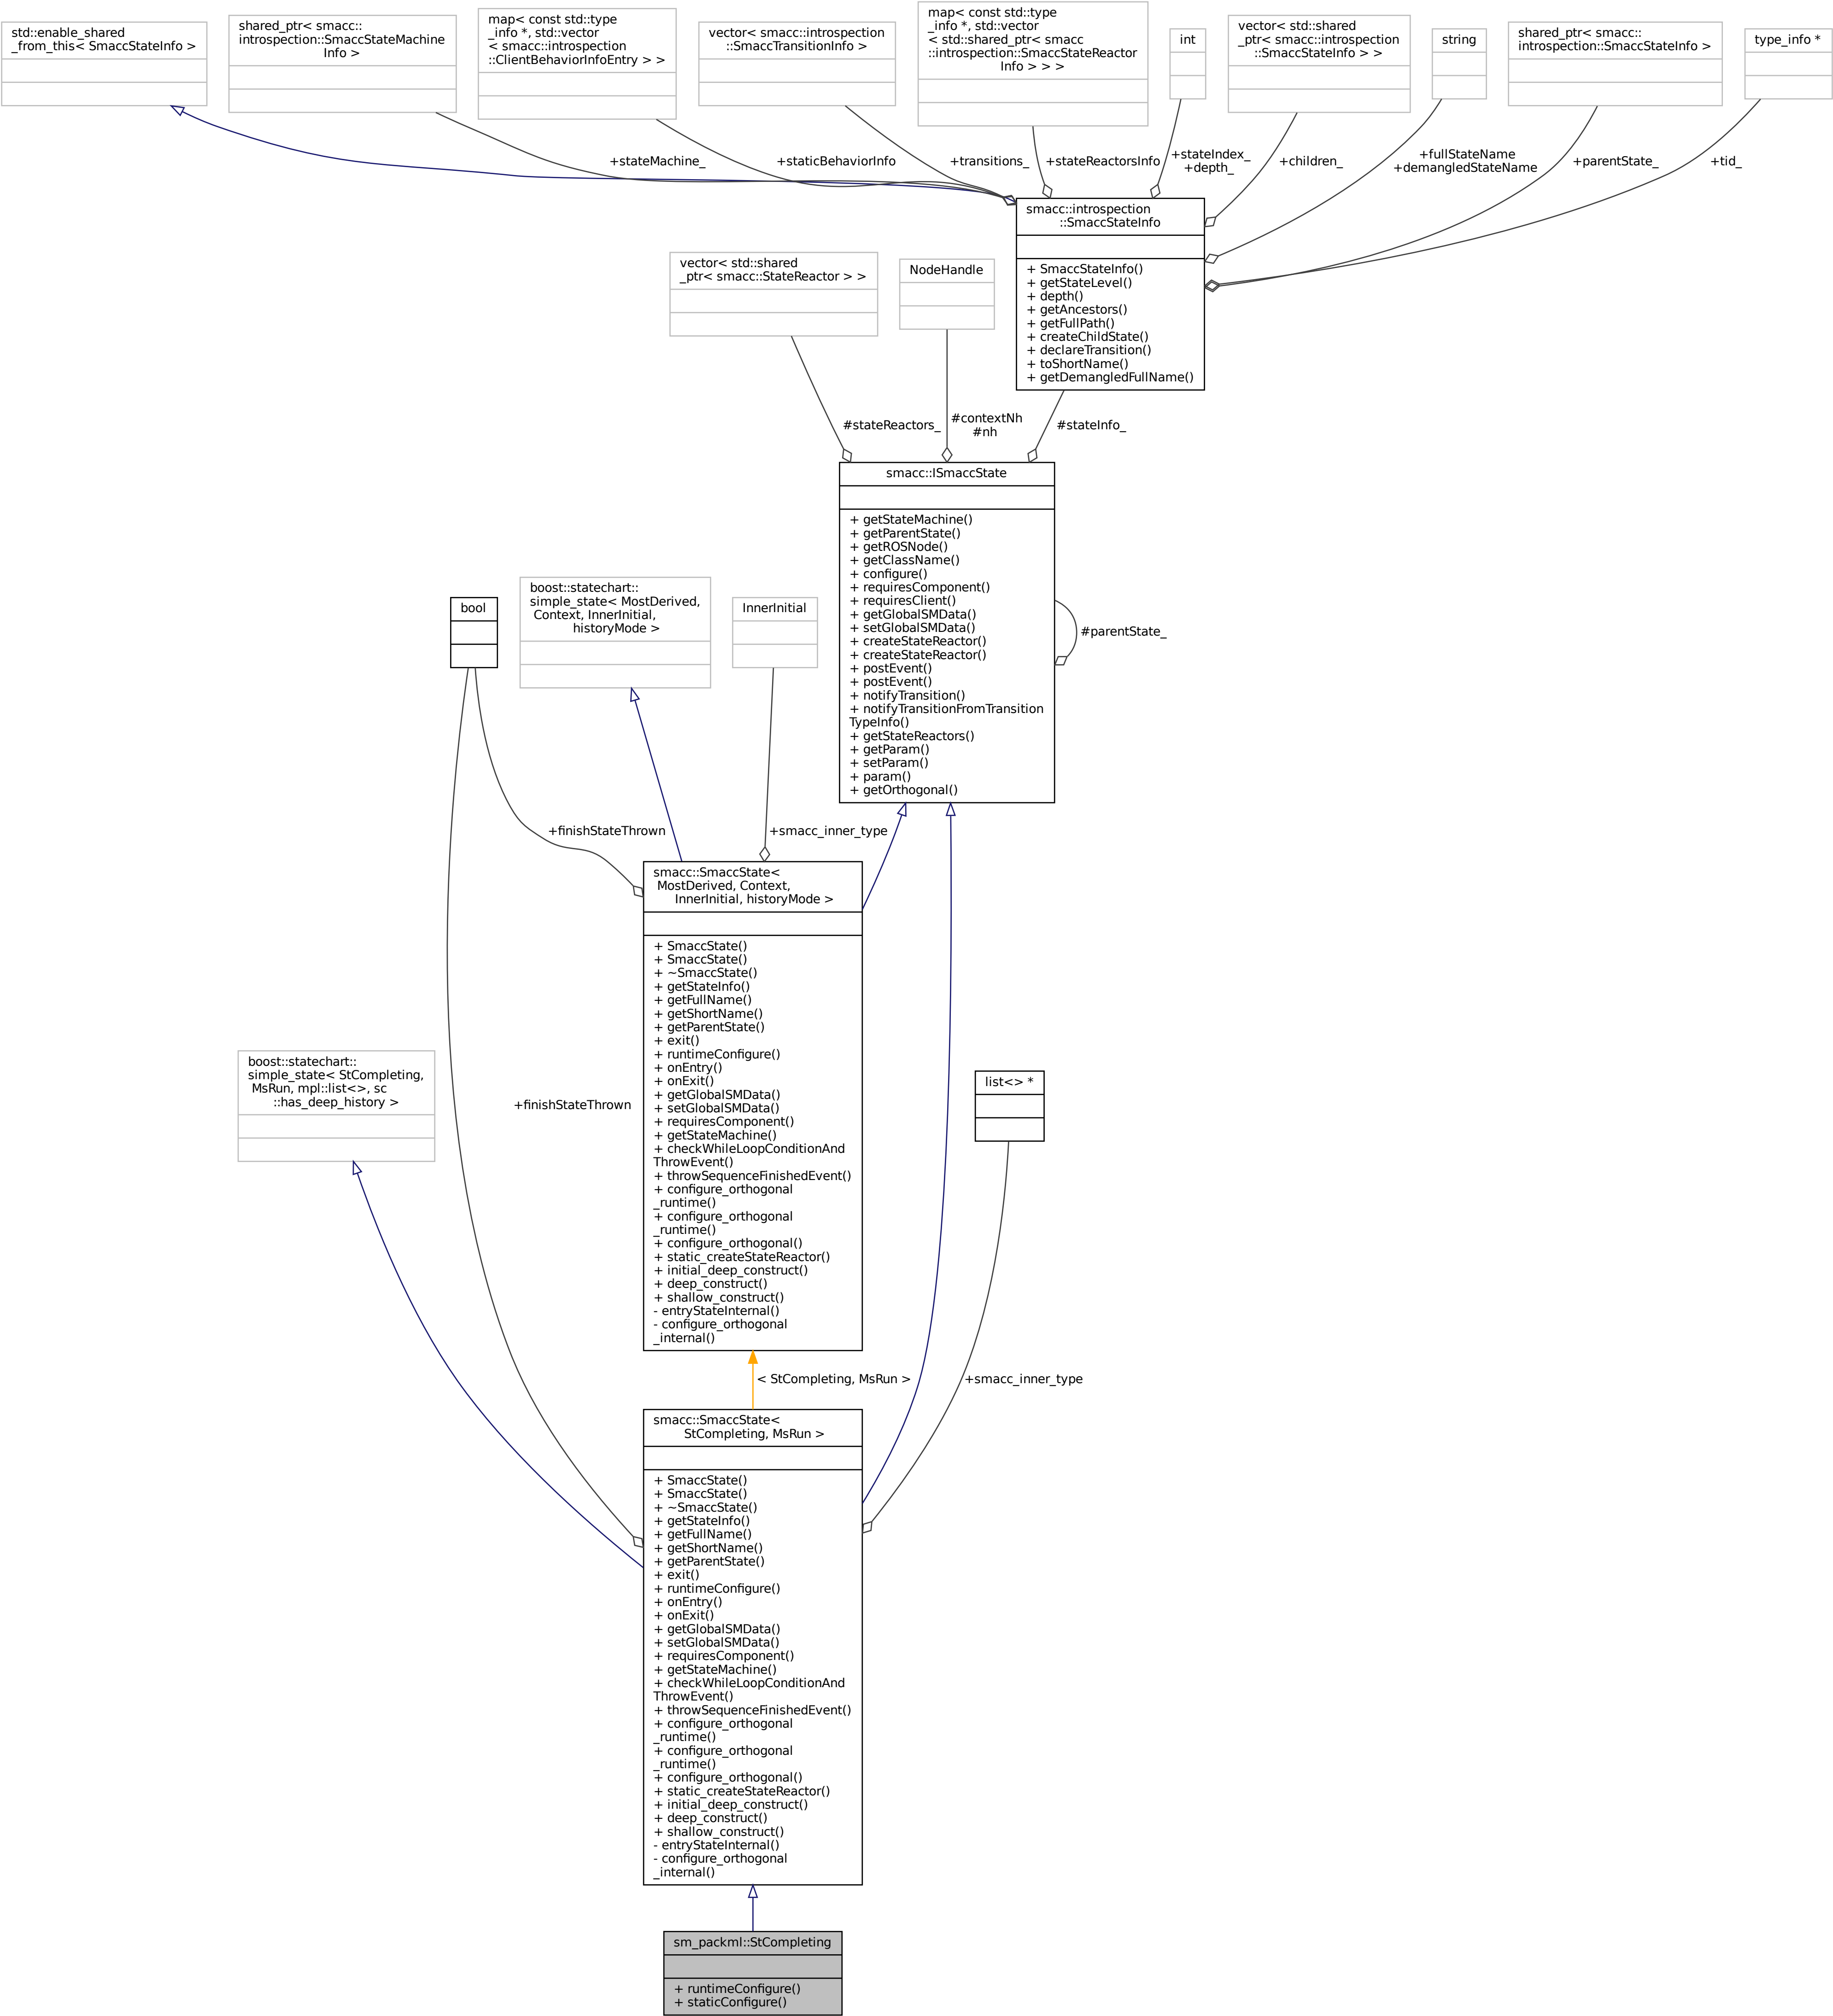 std::enable_shared
_from_this< SmaccStateInfo >
shared_ptr< smacc::
introspection::SmaccStateMachine
Info >
map< const std::type
_info *, std::vector
< smacc::introspection
::ClientBehaviorInfoEntry > >
vector< smacc::introspection
::SmaccTransitionInfo >
map< const std::type
_info *, std::vector
< std::shared_ptr< smacc
::introspection::SmaccStateReactor
Info > > >
int
vector< std::shared
_ptr< smacc::introspection
::SmaccStateInfo > >
string
shared_ptr< smacc::
introspection::SmaccStateInfo >
type_info *
+stateMachine_
+staticBehaviorInfo
+transitions_
+stateReactorsInfo
+stateIndex_
+depth_
+children_
+fullStateName
+demangledStateName
+parentState_
+tid_
smacc::introspection
::SmaccStateInfo
+ SmaccStateInfo()
+ getStateLevel()
+ depth()
+ getAncestors()
+ getFullPath()
+ createChildState()
+ declareTransition()
+ toShortName()
+ getDemangledFullName()
vector< std::shared
_ptr< smacc::StateReactor > >
NodeHandle
#stateReactors_
#contextNh
#nh
#stateInfo_
smacc::ISmaccState
+ getStateMachine()
+ getParentState()
+ getROSNode()
+ getClassName()
+ configure()
+ requiresComponent()
+ requiresClient()
+ getGlobalSMData()
+ setGlobalSMData()
+ createStateReactor()
+ createStateReactor()
+ postEvent()
+ postEvent()
+ notifyTransition()
+ notifyTransitionFromTransition
TypeInfo()
+ getStateReactors()
+ getParam()
+ setParam()
+ param()
+ getOrthogonal()
#parentState_
bool
boost::statechart::
simple_state< MostDerived,
Context, InnerInitial,
historyMode >
InnerInitial
+finishStateThrown
+smacc_inner_type
smacc::SmaccState<
MostDerived, Context,
InnerInitial, historyMode >
+ SmaccState()
+ SmaccState()
+ ~SmaccState()
+ getStateInfo()
+ getFullName()
+ getShortName()
+ getParentState()
+ exit()
+ runtimeConfigure()
+ onEntry()
+ onExit()
+ getGlobalSMData()
+ setGlobalSMData()
+ requiresComponent()
+ getStateMachine()
+ checkWhileLoopConditionAnd
ThrowEvent()
+ throwSequenceFinishedEvent()
+ configure_orthogonal
_runtime()
+ configure_orthogonal
_runtime()
+ configure_orthogonal()
+ static_createStateReactor()
+ initial_deep_construct()
+ deep_construct()
+ shallow_construct()
- entryStateInternal()
- configure_orthogonal
_internal()
boost::statechart::
simple_state< StCompleting,
MsRun, mpl::list<>, sc
::has_deep_history >
+finishStateThrown
list<> *
< StCompleting, MsRun >
+smacc_inner_type
smacc::SmaccState<
StCompleting, MsRun >
+ SmaccState()
+ SmaccState()
+ ~SmaccState()
+ getStateInfo()
+ getFullName()
+ getShortName()
+ getParentState()
+ exit()
+ runtimeConfigure()
+ onEntry()
+ onExit()
+ getGlobalSMData()
+ setGlobalSMData()
+ requiresComponent()
+ getStateMachine()
+ checkWhileLoopConditionAnd
ThrowEvent()
+ throwSequenceFinishedEvent()
+ configure_orthogonal
_runtime()
+ configure_orthogonal
_runtime()
+ configure_orthogonal()
+ static_createStateReactor()
+ initial_deep_construct()
+ deep_construct()
+ shallow_construct()
- entryStateInternal()
- configure_orthogonal
_internal()
sm_packml::StCompleting
+ runtimeConfigure()
+ staticConfigure()